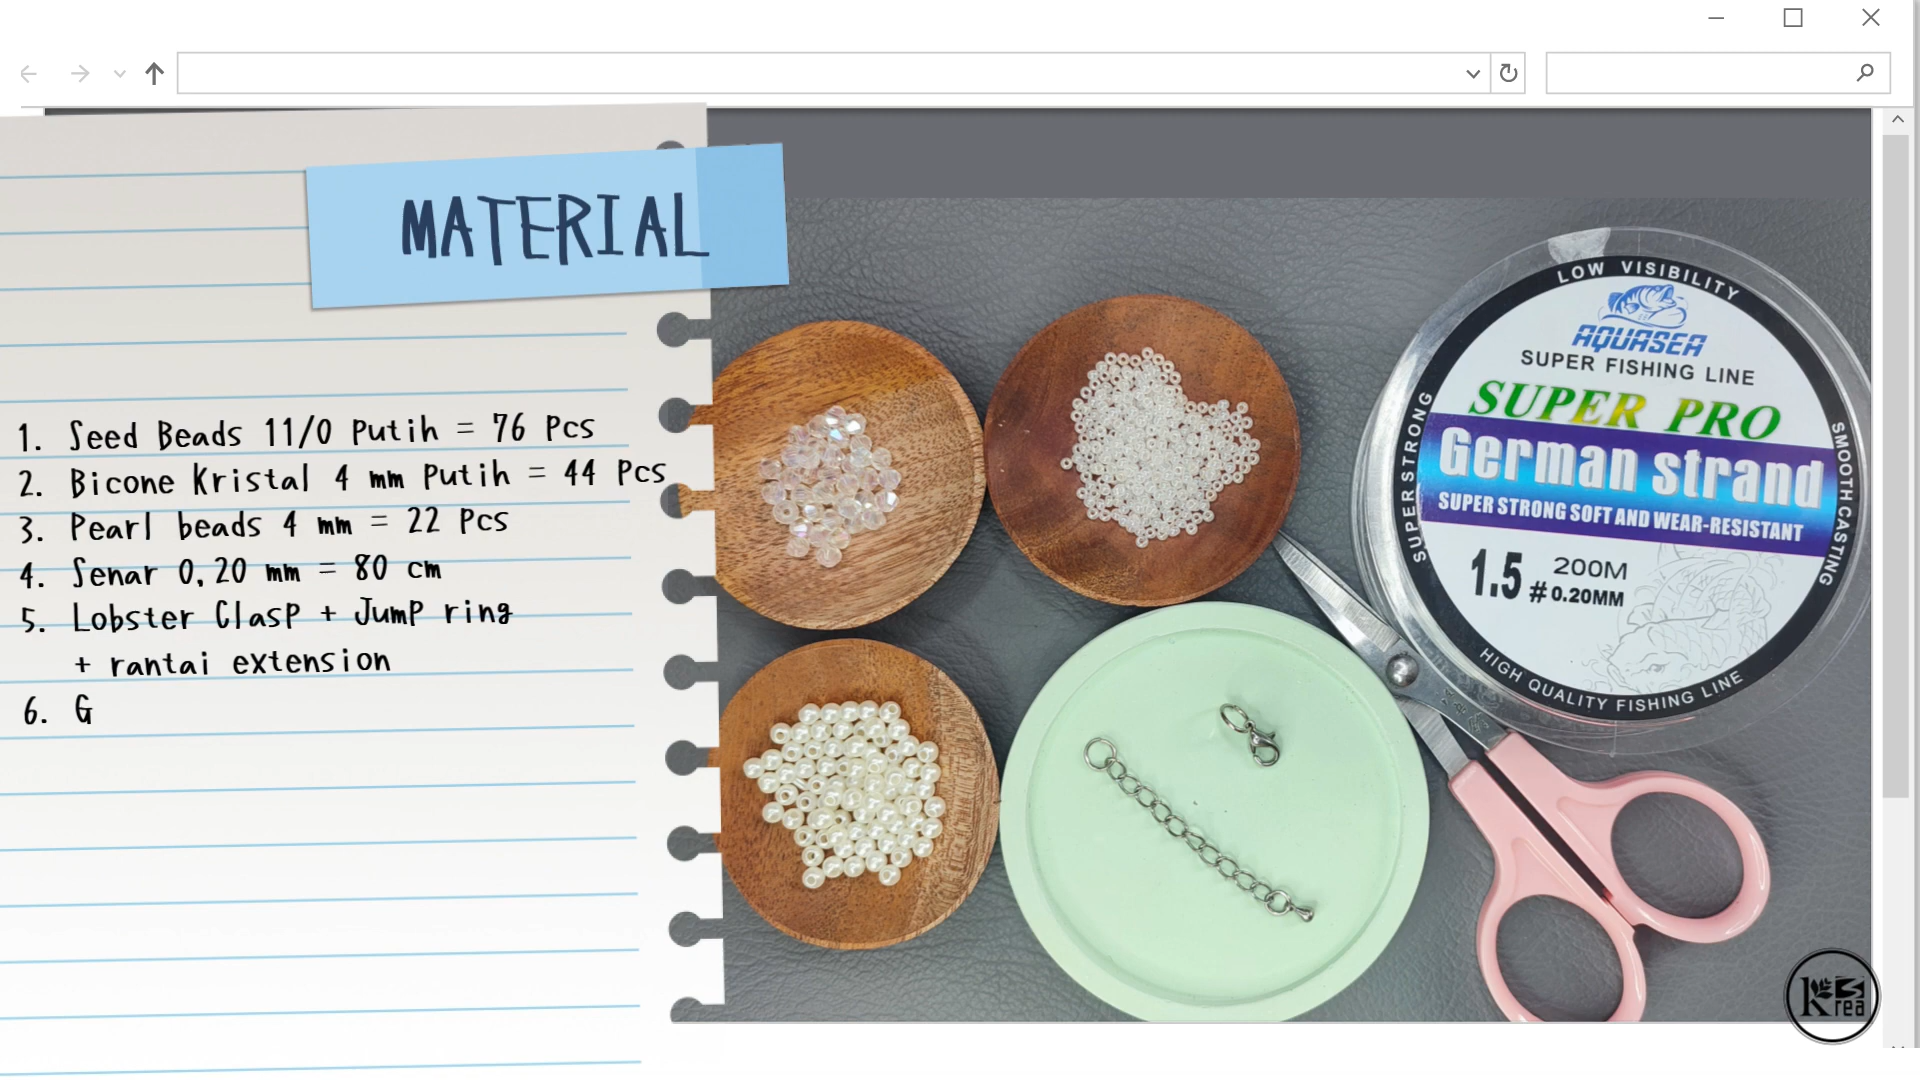 MATERIAL
1. Seed Beads 11/0 Putih = 76 Pcs
2. Bicone Kristal 4 mm Putih = 44 Pcs
3. Pearl beads 4 mm = 22 Pcs
4. Senar 0,20 mm = 80 cm
5. Lobster Clasp + Jump ring
+ rantai extension
6. G
LOW VISIBILITY
AQUASEA
SUPER FISHING LINE
SUPER PRO
German strand
SUPER STRONG SOFT AND WEAR-RESISTANT
1.5 # 200M
0.20MM
SUPER STRONG
SMOOTH CASTING
HIGH QUALITY FISHING LINE
Krea